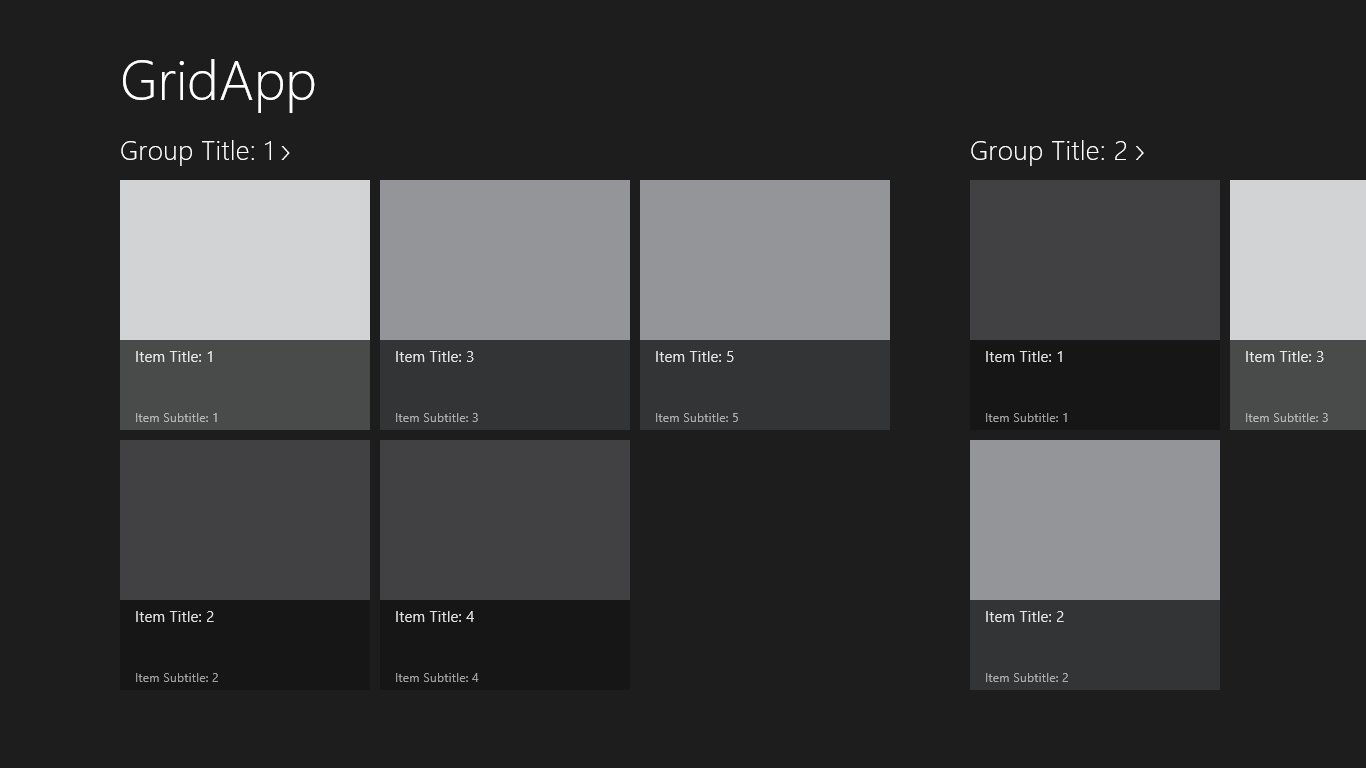 GridApp
Group Title: 1 >
Item Title: 1
Item Subtitle: 1
Item Title: 3
Item Subtitle: 3
Item Title: 5
Item Subtitle: 5
Item Title: 2
Item Subtitle: 2
Item Title: 4
Item Subtitle: 4
Group Title: 2 >
Item Title: 1
Item Subtitle: 1
Item Title: 3
Item Subtitle: 3
Item Title: 2
Item Subtitle: 2